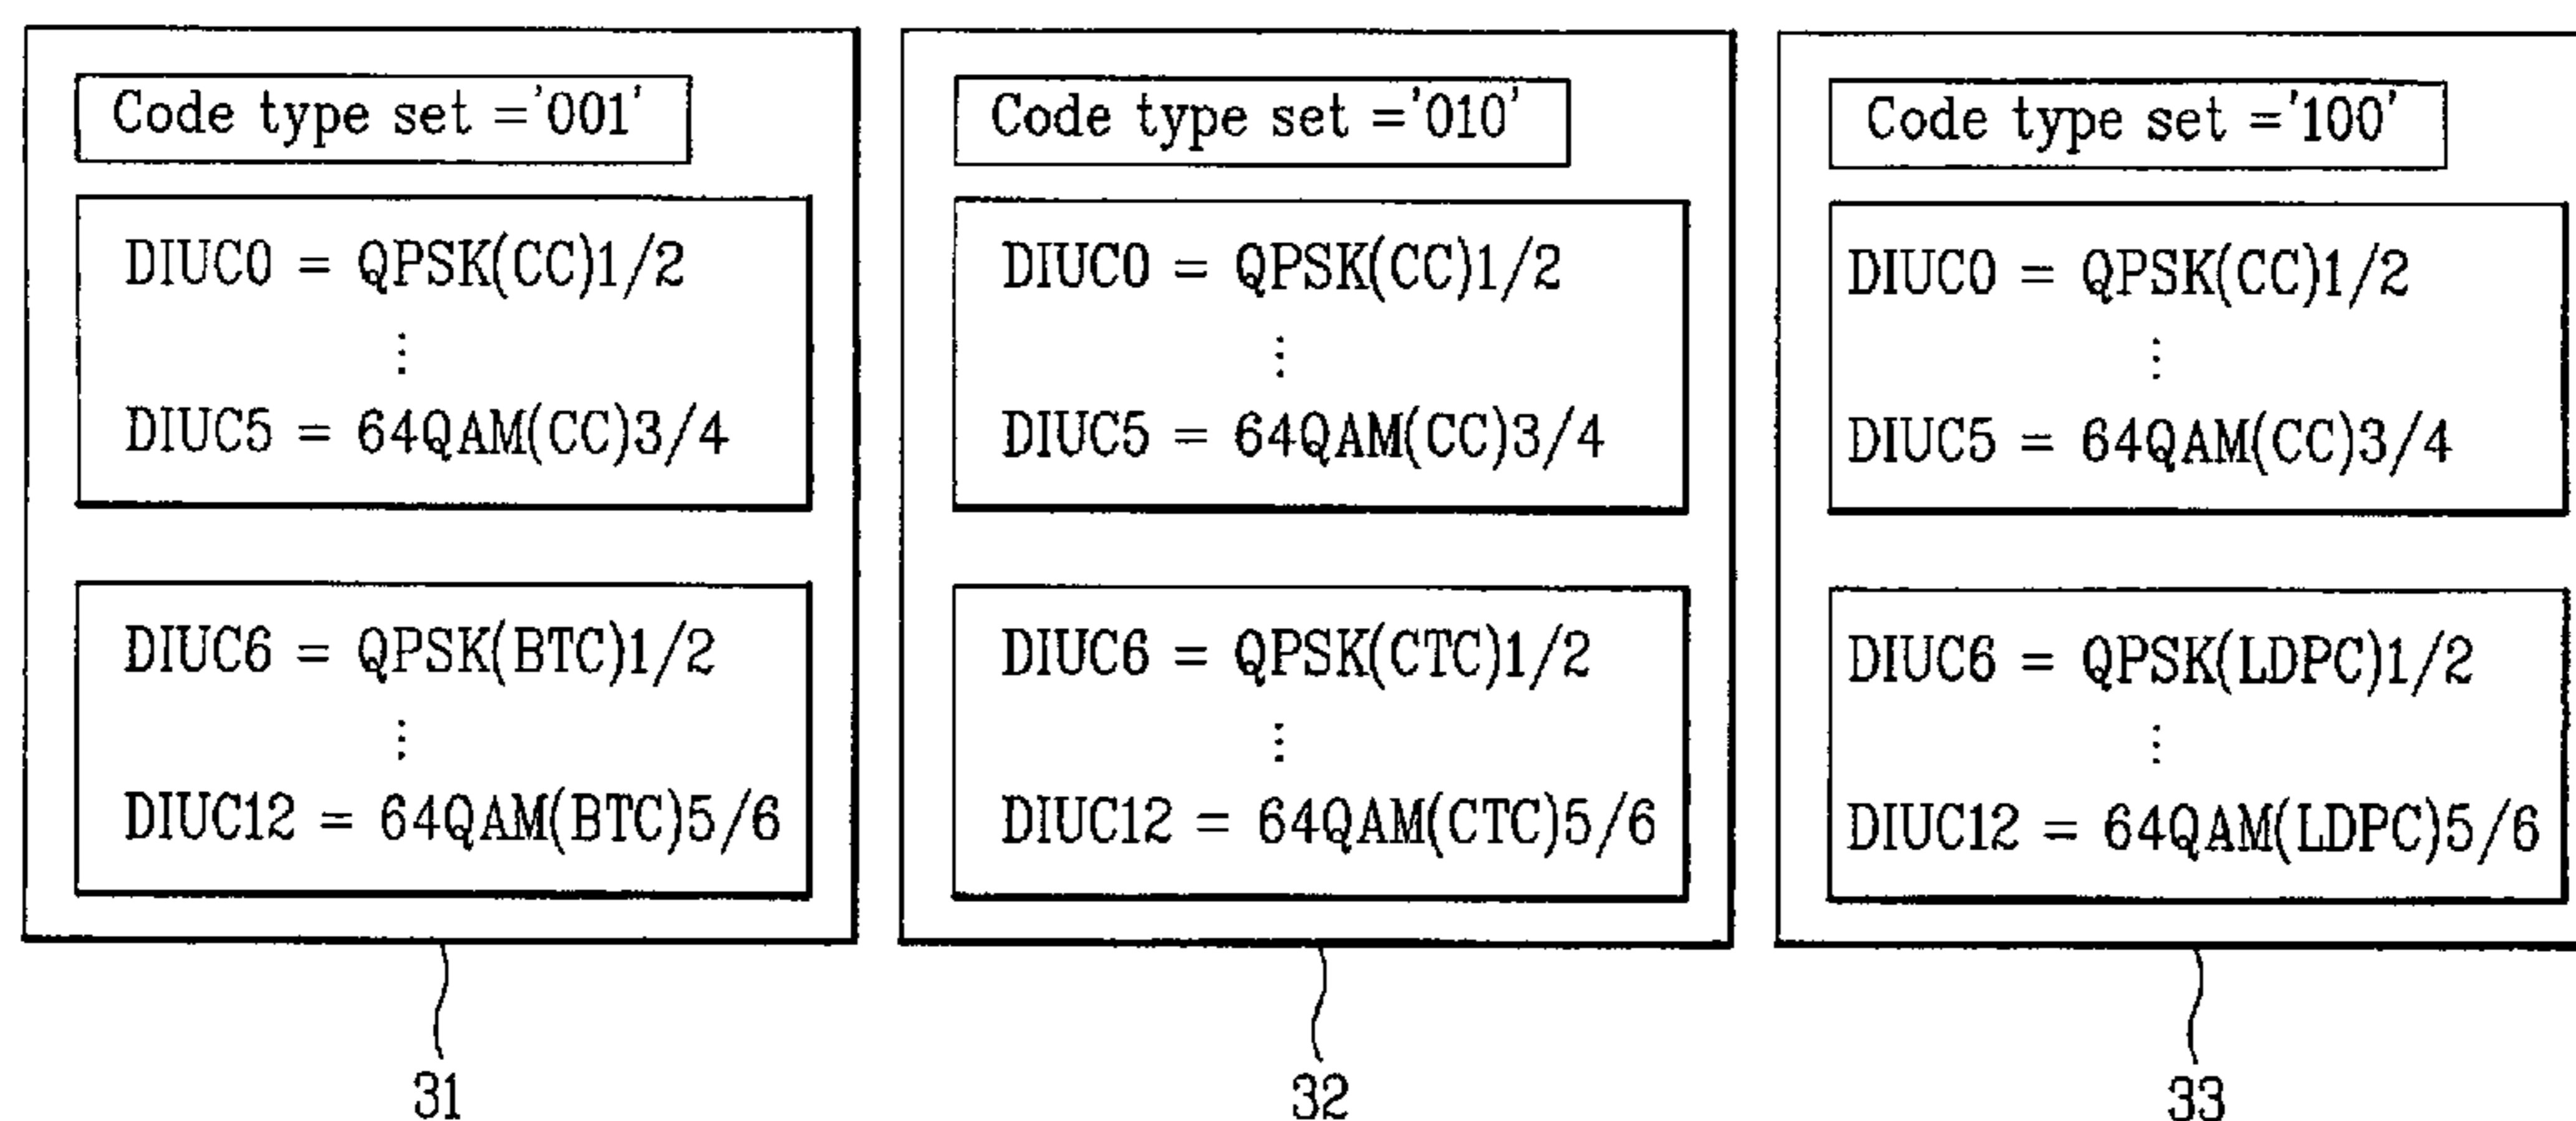 Code type set ='001'
DIUC0 = QPSK(CC)1/2
⋮
DIUC5 = 64QAM(CC)3/4
DIUC6 = QPSK(BTC)1/2
⋮
DIUC12 = 64QAM(BTC)5/6
31
Code type set ='010'
DIUC0 = QPSK(CC)1/2
⋮
DIUC5 = 64QAM(CC)3/4
DIUC6 = QPSK(CTC)1/2
⋮
DIUC12 = 64QAM(CTC)5/6
32
Code type set ='100'
DIUC0 = QPSK(CC)1/2
⋮
DIUC5 = 64QAM(CC)3/4
DIUC6 = QPSK(LDPC)1/2
⋮
DIUC12 = 64QAM(LDPC)5/6
33